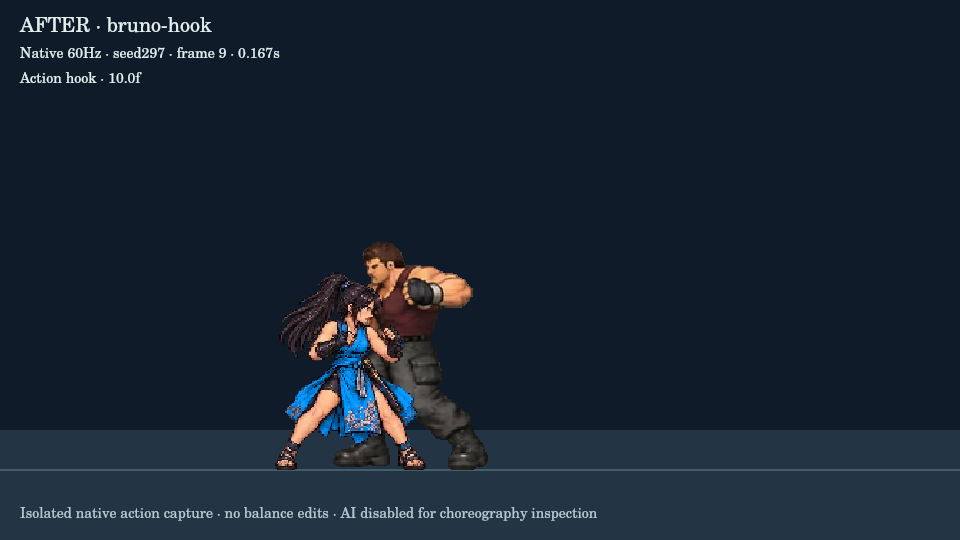 AFTER · bruno-hook
Native 60Hz · seed297 · frame 9 · 0.167s
Action hook · 10.0f
Isolated native action capture · no balance edits · AI disabled for choreography inspection